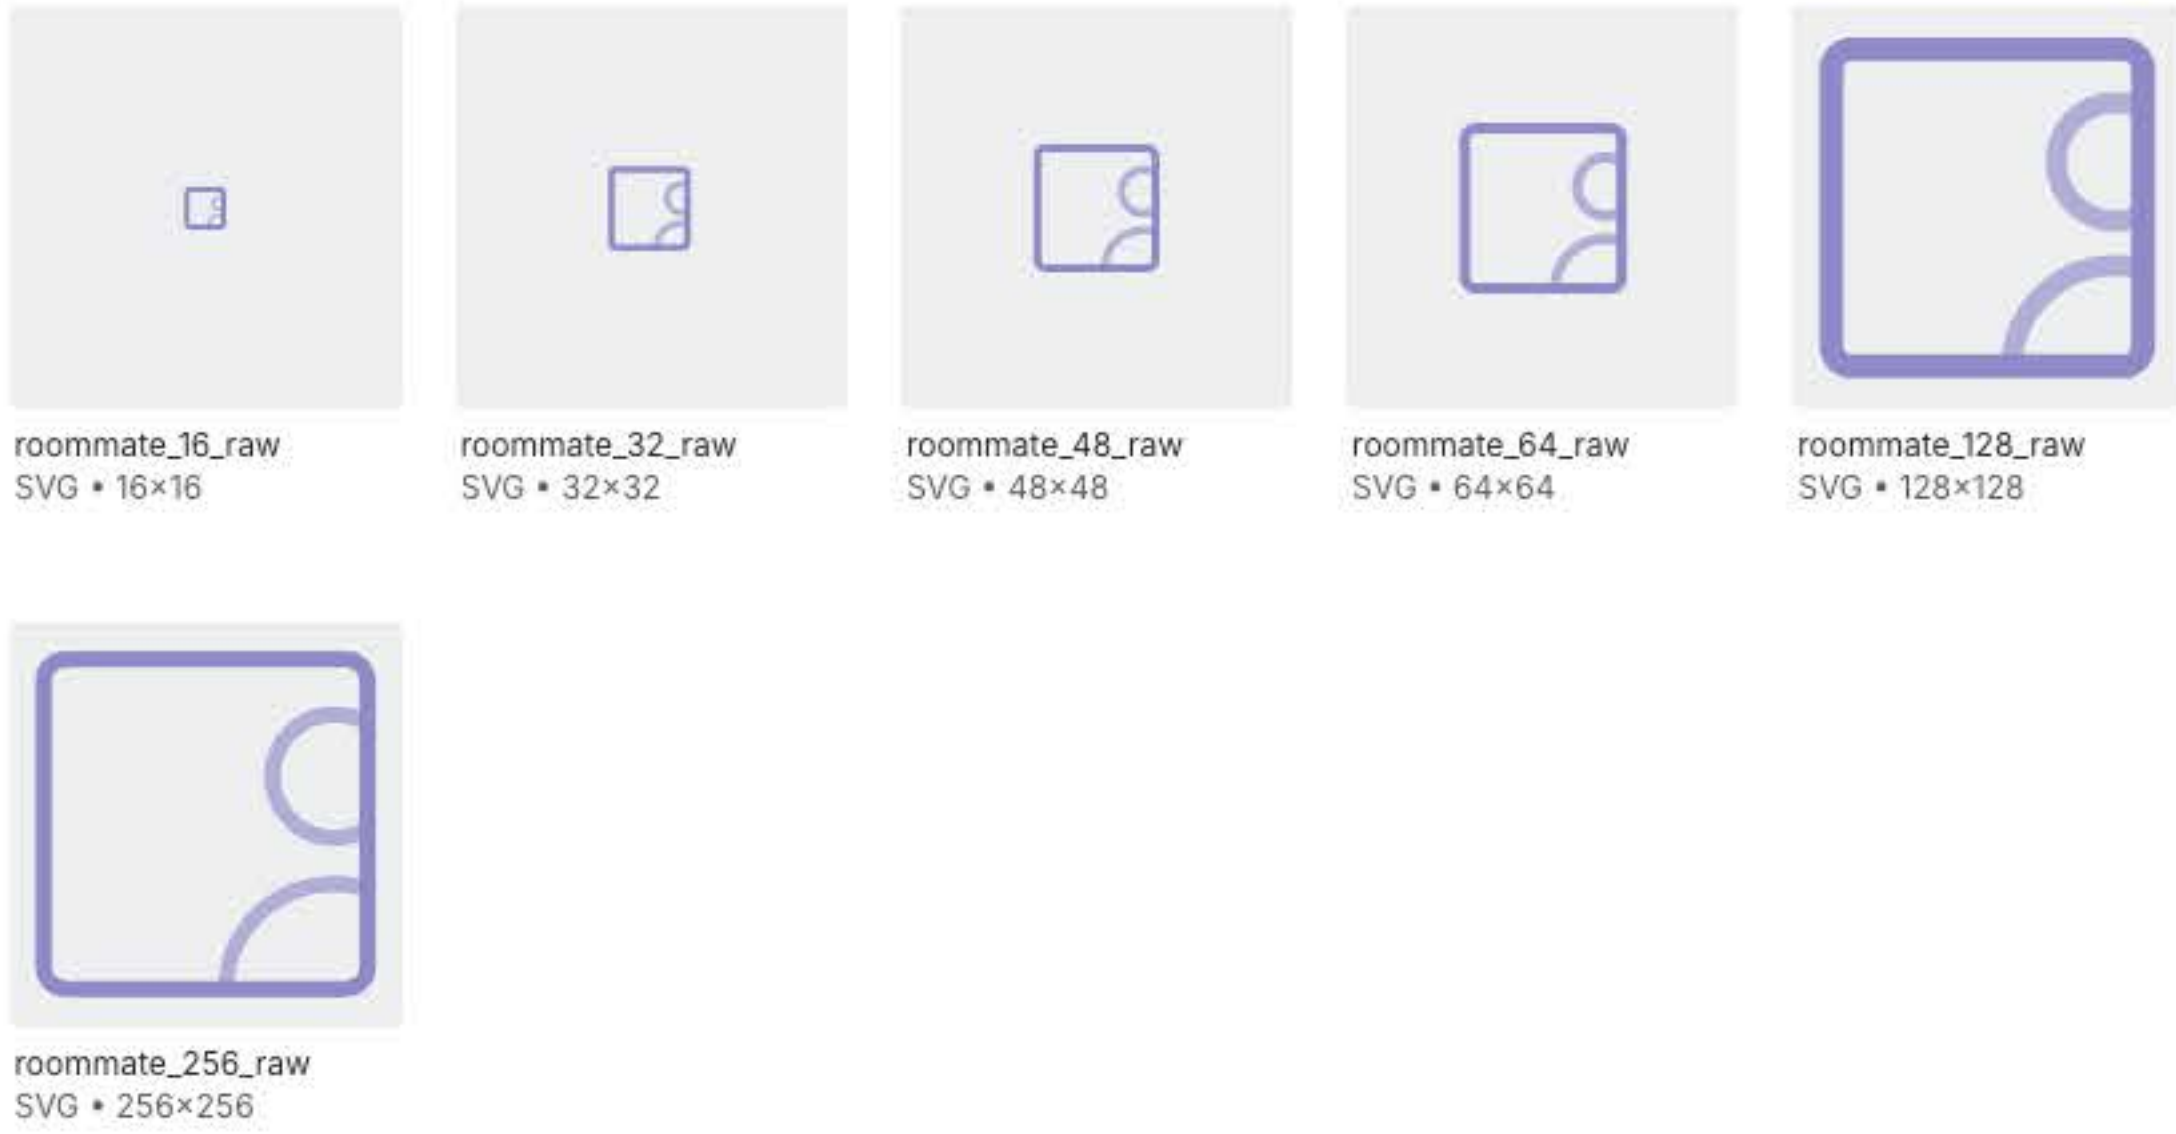 roommate_16_raw
SVG • 16×16
roommate_32_raw
SVG • 32×32
roommate_48_raw
SVG • 48×48
roommate_64_raw
SVG • 64×64
roommate_128_raw
SVG • 128×128
roommate_256_raw
SVG • 256×256